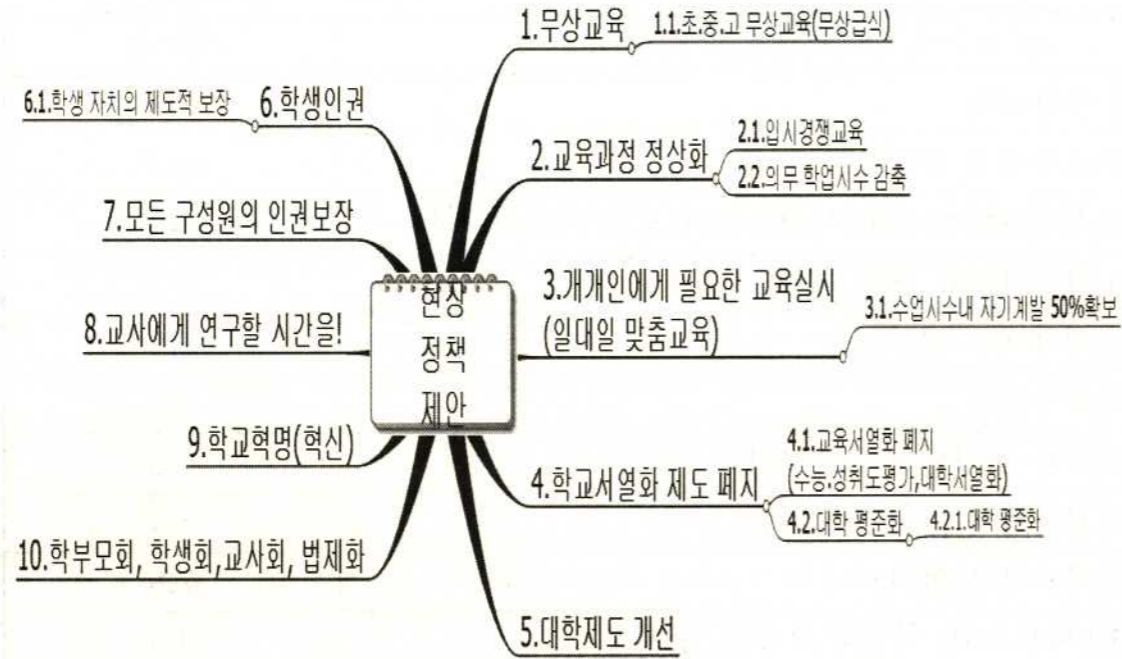 현장
정책
제안
1.무상교육
1.1.초.중.고 무상교육(무상급식)
2.교육과정 정상화
2.1.입시경쟁교육
2.2.의무 학업시수 감축
3.개개인에게 필요한 교육실시
(일대일 맞춤교육)
3.1.수업시수내 자기계발 50%확보
4.학교서열화 제도 폐지
4.1.교육서열화 폐지
(수능.성취도평가,대학서열화)
4.2.대학 평준화
4.2.1.대학 평준화
5.대학제도 개선
6.학생인권
6.1.학생 자치의 제도적 보장
7.모든 구성원의 인권보장
8.교사에게 연구할 시간을!
9.학교혁명(혁신)
10.학부모회, 학생회,교사회, 법제화